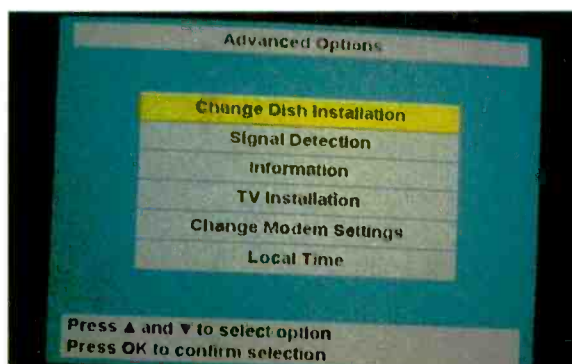 Advanced Options
Change Dish Installation
Signal Detection
Information
TV Installation
Change Modem Settings
Local Time
Press ▲ and ▼ to select option
Press OK to confirm selection